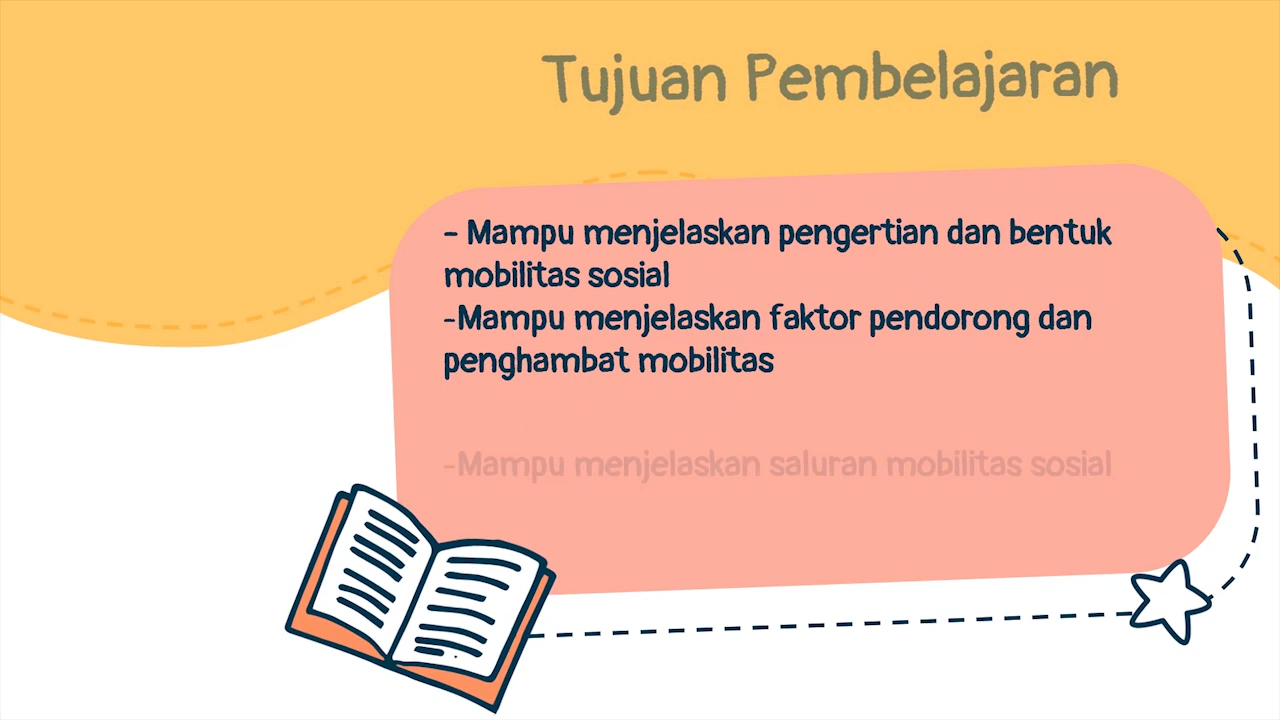 Tujuan Pembelajaran
- Mampu menjelaskan pengertian dan bentuk
mobilitas sosial
-Mampu menjelaskan faktor pendorong dan
penghambat mobilitas
-Mampu menjelaskan saluran mobilitas sosial